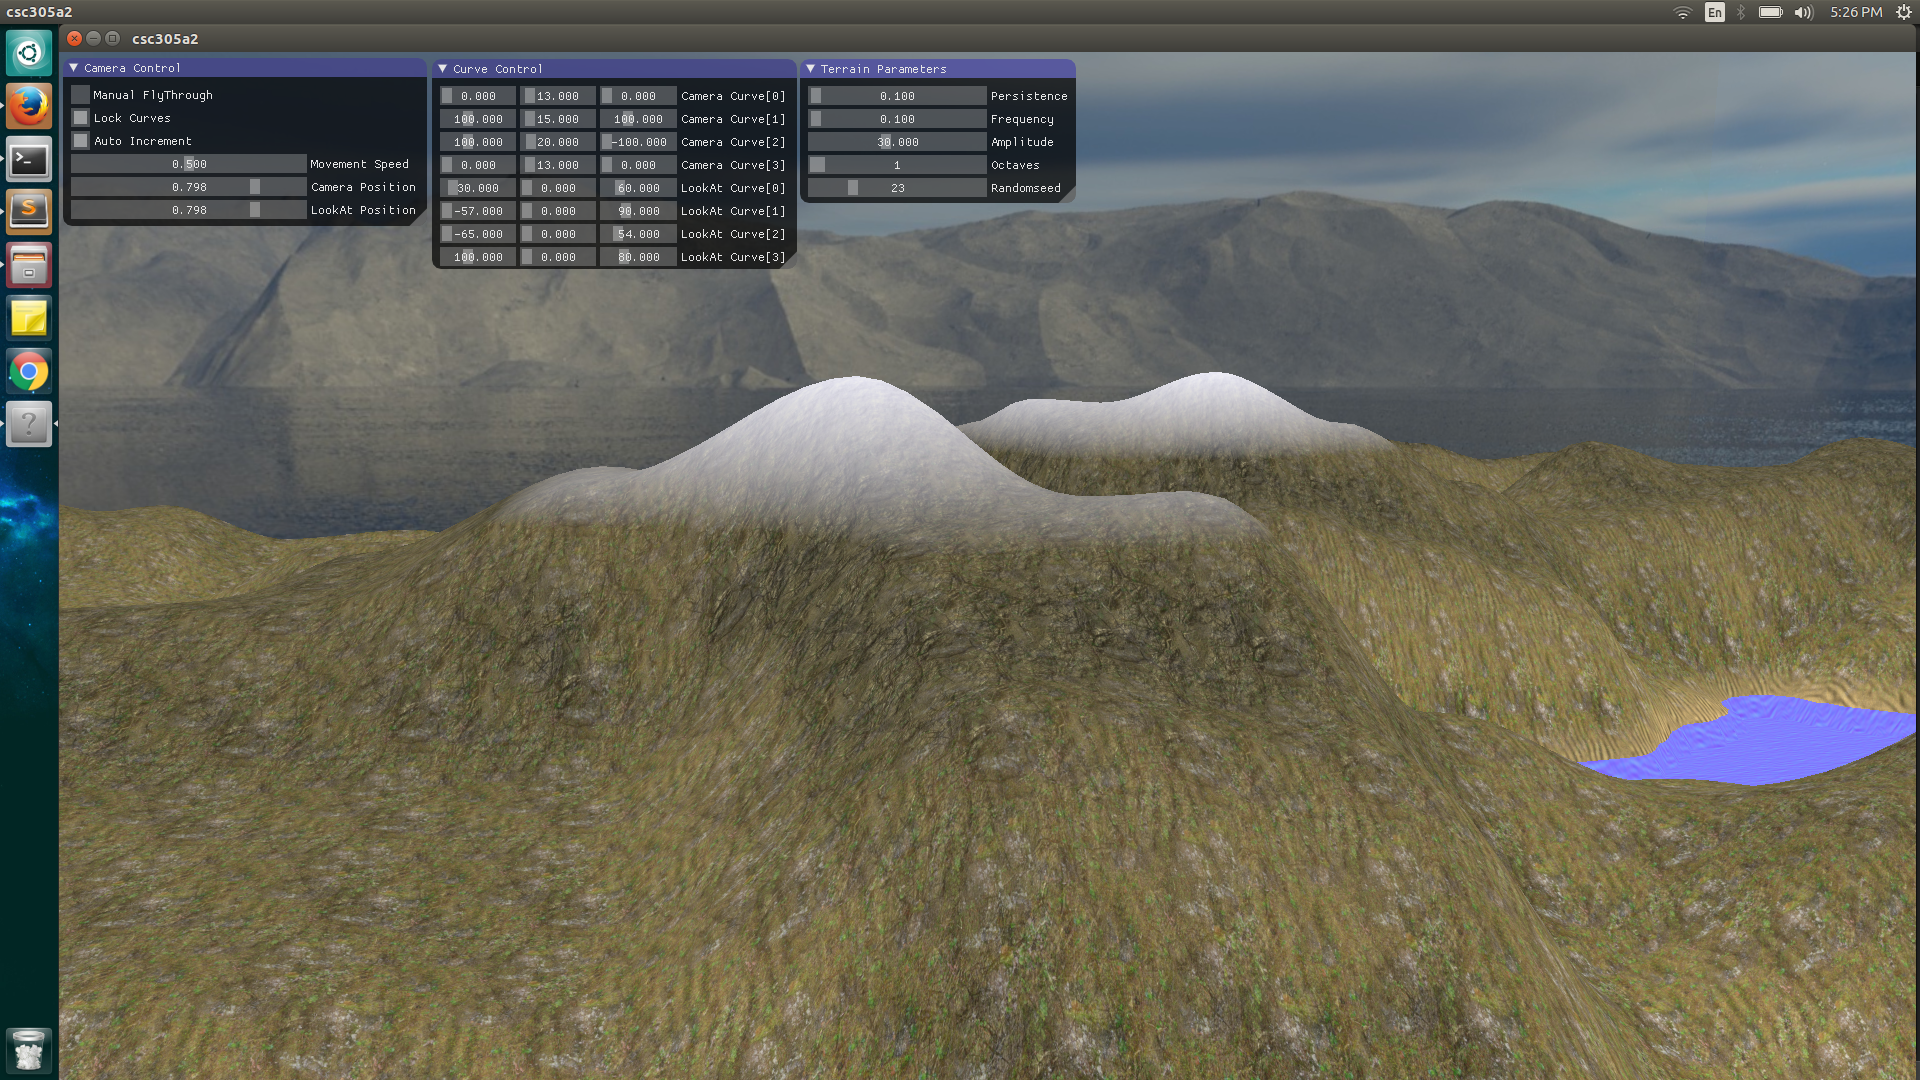 csc305a2
En
5:26 PM
csc305a2
Camera Control
Manual FlyThrough
Lock Curves
Auto Increment
0.500 Movement Speed
0.798 Camera Position
0.798 LookAt Position
Curve Control
0.000 13.000 0.000 Camera Curve[0]
100.000 15.000 100.000 Camera Curve[1]
100.000 20.000 -100.000 Camera Curve[2]
0.000 13.000 0.000 Camera Curve[3]
30.000 0.000 60.000 LookAt Curve[0]
-57.000 0.000 90.000 LookAt Curve[1]
-65.000 0.000 54.000 LookAt Curve[2]
100.000 0.000 80.000 LookAt Curve[3]
Terrain Parameters
0.100 Persistence
0.100 Frequency
30.000 Amplitude
1 Octaves
23 Randomseed